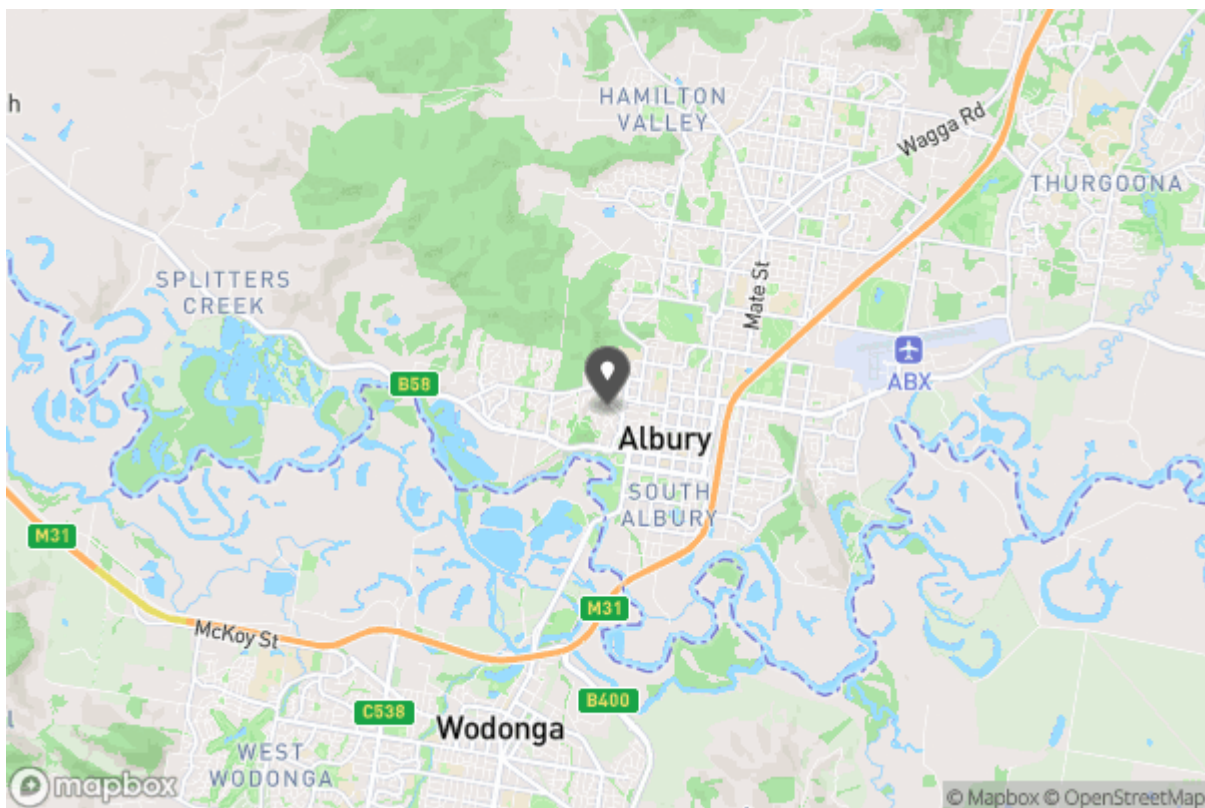 h
HAMILTON
VALLEY
Wagga Rd
THURGOONA
SPLITTERS
CREEK
Mate St
B58
ABX
Albury
SOUTH
ALBURY
M31
M31
McKoy St
B400
C538
Wodonga
l
WEST
WODONGA
mapbox
© Mapbox © OpenStreetMap